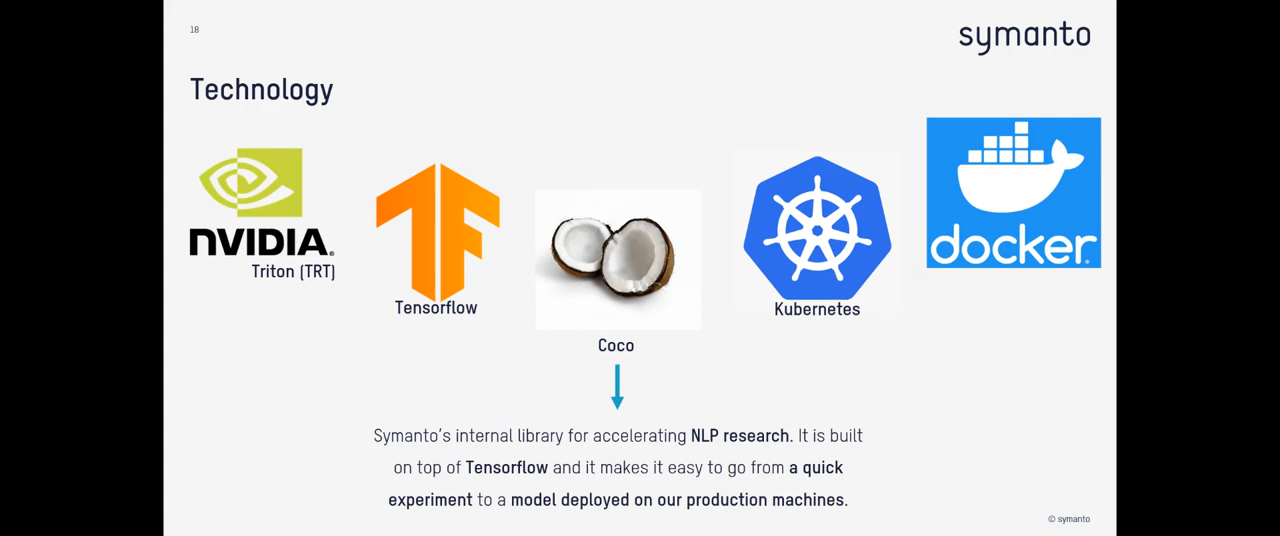 18
symanto
Technology
NVIDIA.
Triton (TRT)
Tensorflow
Coco
Kubernetes
docker
Symanto's internal library for accelerating NLP research. It is built
on top of Tensorflow and it makes it easy to go from a quick
experiment to a model deployed on our production machines.
© symanto